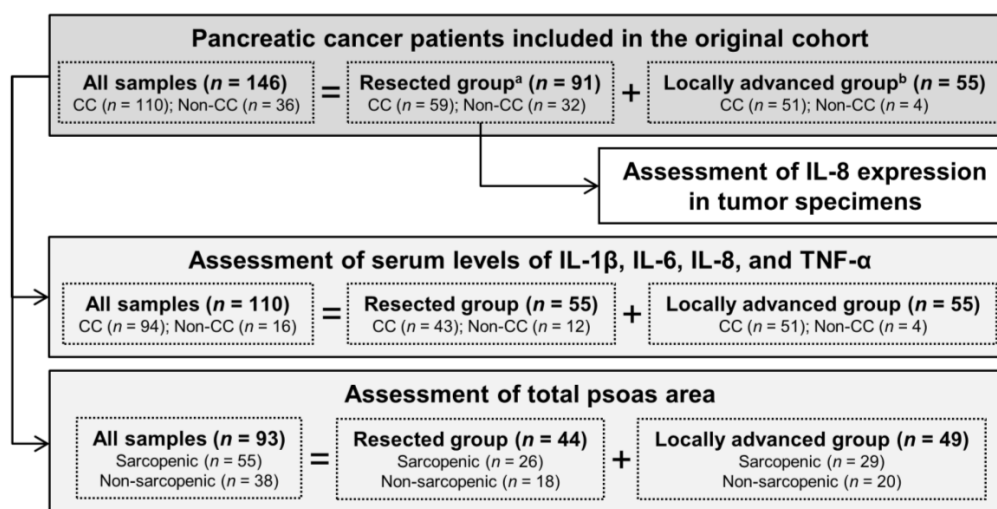 Pancreatic cancer patients included in the original cohort
All samples (n = 146)
CC (n = 110); Non-CC (n = 36)
=
Resected groupᵃ (n = 91)
CC (n = 59); Non-CC (n = 32)
+
Locally advanced groupᵇ (n = 55)
CC (n = 51); Non-CC (n = 4)
Assessment of IL-8 expression
in tumor specimens
Assessment of serum levels of IL-1β, IL-6, IL-8, and TNF-α
All samples (n = 110)
CC (n = 94); Non-CC (n = 16)
=
Resected group (n = 55)
CC (n = 43); Non-CC (n = 12)
+
Locally advanced group (n = 55)
CC (n = 51); Non-CC (n = 4)
Assessment of total psoas area
All samples (n = 93)
Sarcopenic (n = 55)
Non-sarcopenic (n = 38)
=
Resected group (n = 44)
Sarcopenic (n = 26)
Non-sarcopenic (n = 18)
+
Locally advanced group (n = 49)
Sarcopenic (n = 29)
Non-sarcopenic (n = 20)